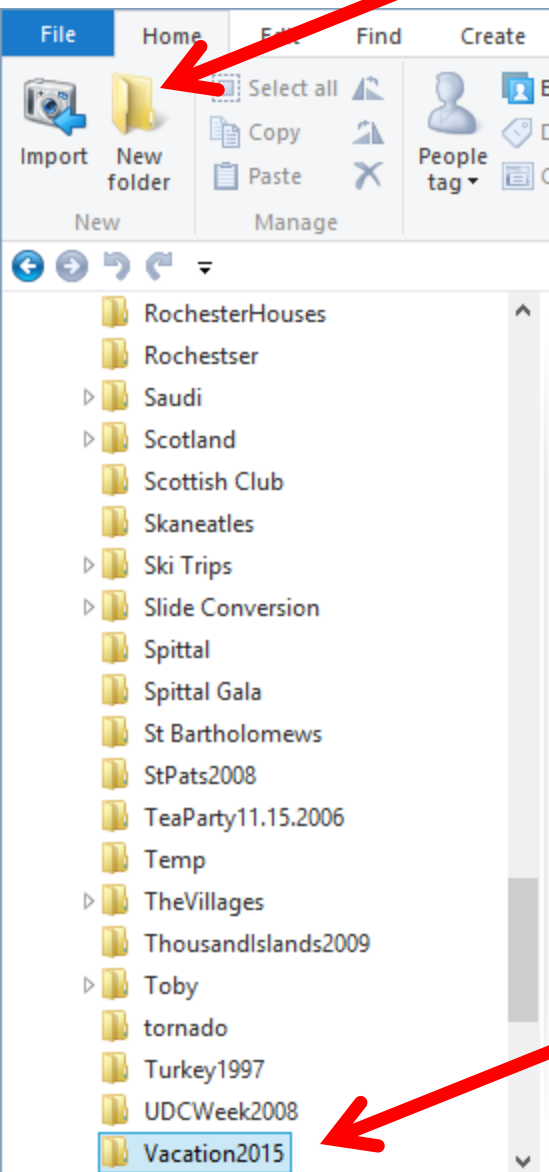 File Home Edit Find Create
Import New folder
Select all
Copy
Paste
People tag
New Manage
RochesterHouses
Rochestser
Saudi
Scotland
Scottish Club
Skaneatles
Ski Trips
Slide Conversion
Spittal
Spittal Gala
St Bartholomews
StPats2008
TeaParty11.15.2006
Temp
TheVillages
ThousandIslands2009
Toby
tornado
Turkey1997
UDCWeek2008
Vacation2015